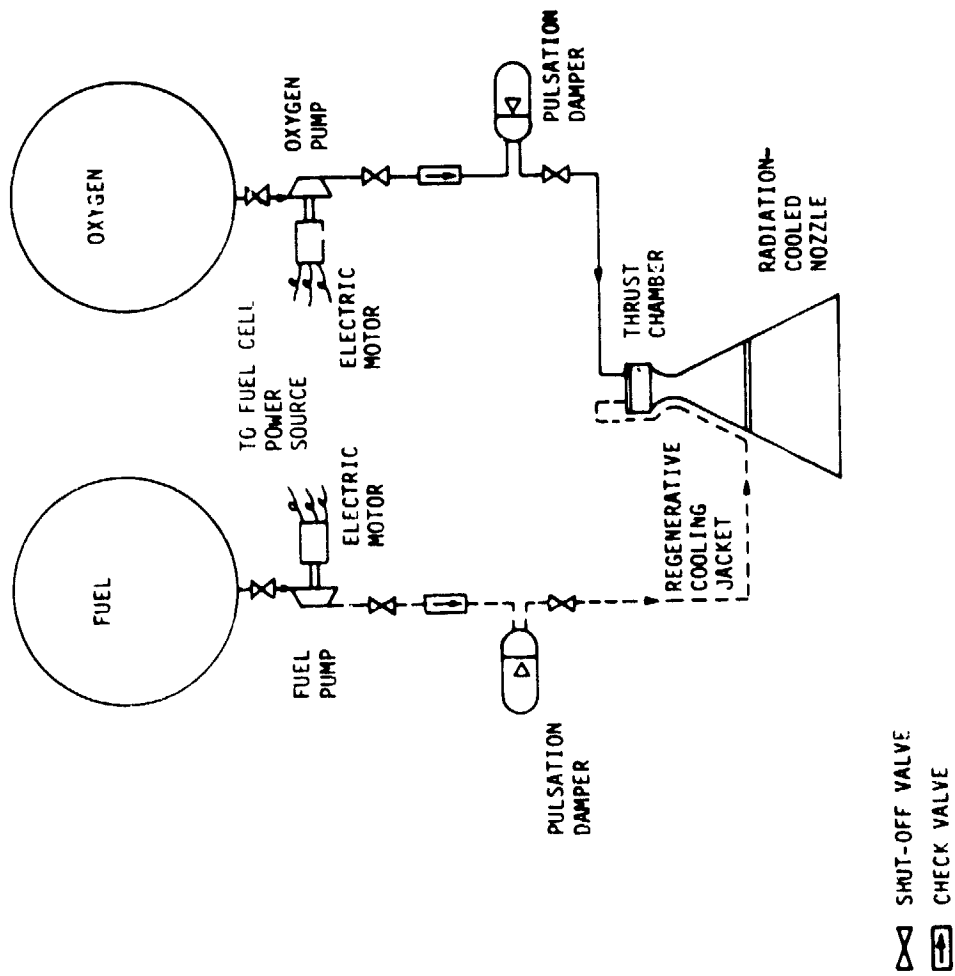 OXYGEN
OXYGEN
PUMP
ELECTRIC
MOTOR
PULSATION
DAMPER
TO FUEL CELL
POWER
SOURCE
FUEL
FUEL
PUMP
ELECTRIC
MOTOR
PULSATION
DAMPER
REGENERATIVE
COOLING
JACKET
THRUST
CHAMBER
RADIATION-
COOLED
NOZZLE
SHUT-OFF VALVE
CHECK VALVE